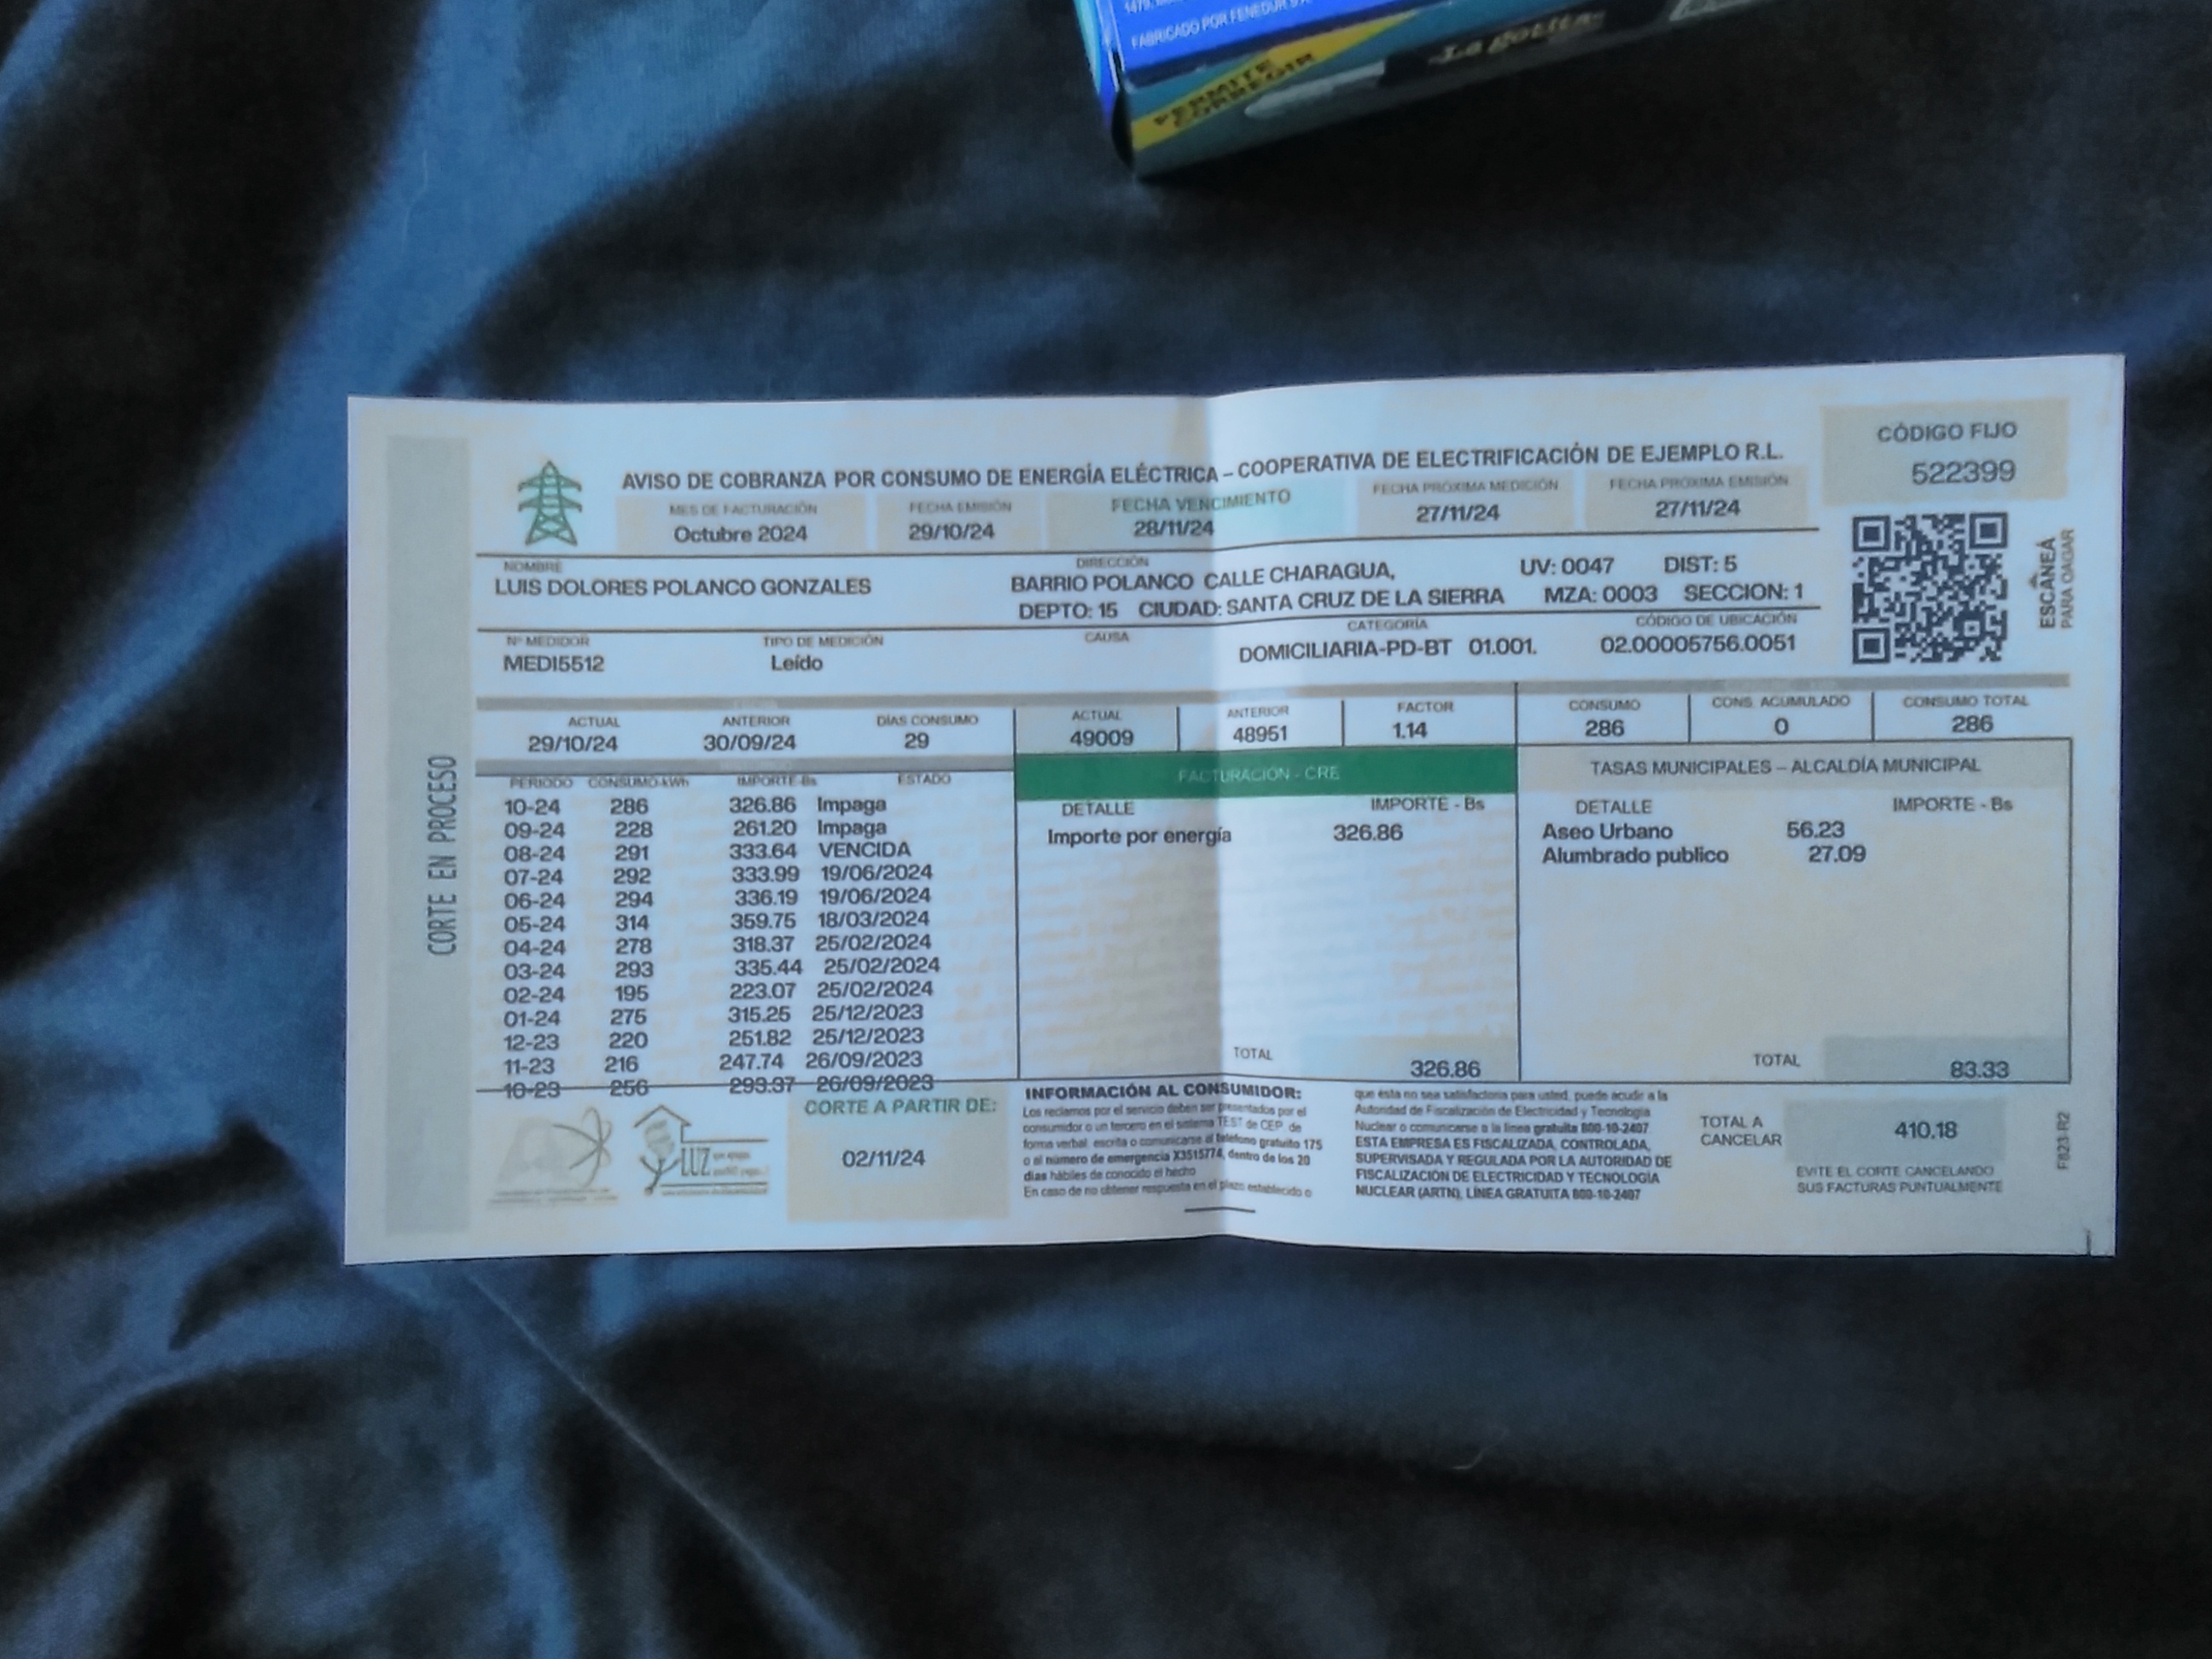 FABRICADO POR FENEDUR S.A.
PERMITE
CORREGIR
La Gotita
CÓDIGO FIJO
522399
AVISO DE COBRANZA POR CONSUMO DE ENERGÍA ELÉCTRICA – COOPERATIVA DE ELECTRIFICACIÓN DE EJEMPLO R.L.
MES DE FACTURACIÓN FECHA EMISIÓN FECHA VENCIMIENTO FECHA PRÓXIMA MEDICIÓN FECHA PRÓXIMA EMISIÓN
Octubre 2024 29/10/24 28/11/24 27/11/24 27/11/24
NOMBRE DIRECCIÓN
LUIS DOLORES POLANCO GONZALES BARRIO POLANCO CALLE CHARAGUA, UV: 0047 DIST: 5
DEPTO: 15 CIUDAD: SANTA CRUZ DE LA SIERRA MZA: 0003 SECCION: 1
Nº MEDIDOR TIPO DE MEDICIÓN CAUSA CATEGORÍA CÓDIGO DE UBICACIÓN
MEDI5512 Leído DOMICILIARIA-PD-BT 01.001. 02.00005756.0051
ESCANEÁ
PARA OAGAR
ACTUAL ANTERIOR DÍAS CONSUMO ACTUAL ANTERIOR FACTOR CONSUMO CONS. ACUMULADO CONSUMO TOTAL
29/10/24 30/09/24 29 49009 48951 1.14 286 0 286
CORTE EN PROCESO
PERIODO CONSUMO-kWh IMPORTE-Bs ESTADO
10-24 286 326.86 Impaga
09-24 228 261.20 Impaga
08-24 291 333.64 VENCIDA
07-24 292 333.99 19/06/2024
06-24 294 336.19 19/06/2024
05-24 314 359.75 18/03/2024
04-24 278 318.37 25/02/2024
03-24 293 335.44 25/02/2024
02-24 195 223.07 25/02/2024
01-24 275 315.25 25/12/2023
12-23 220 251.82 25/12/2023
11-23 216 247.74 26/09/2023
10-23 256 293.37 26/09/2023
FACTURACIÓN - CRE
DETALLE IMPORTE - Bs
Importe por energía 326.86
TOTAL 326.86
TASAS MUNICIPALES – ALCALDÍA MUNICIPAL
DETALLE IMPORTE - Bs
Aseo Urbano 56.23
Alumbrado publico 27.09
TOTAL 83.33
LUZ
CORTE A PARTIR DE:
02/11/24
INFORMACIÓN AL CONSUMIDOR:
Los reclamos por el servicio deben ser presentados por el
consumidor o un tercero en el sistema TEST de CEP de
forma verbal, escrita o comunicarse al telefono gratuito 175
o al número de emergencia X3515774, dentro de los 20
días hábiles de conocido el hecho
En caso de no obtener respuesta en el plazo establecido o
que ésta no sea satisfactoria para usted, puede acudir a la
Autoridad de Fiscalización de Electricidad y Tecnología
Nuclear o comunicarse a la línea gratuita 800-10-2407
ESTA EMPRESA ES FISCALIZADA, CONTROLADA,
SUPERVISADA Y REGULADA POR LA AUTORIDAD DE
FISCALIZACIÓN DE ELECTRICIDAD Y TECNOLOGÍA
NUCLEAR (ARTN), LÍNEA GRATUITA 800-10-2407
TOTAL A
CANCELAR
410.18
EVITE EL CORTE CANCELANDO
SUS FACTURAS PUNTUALMENTE
F823-R2